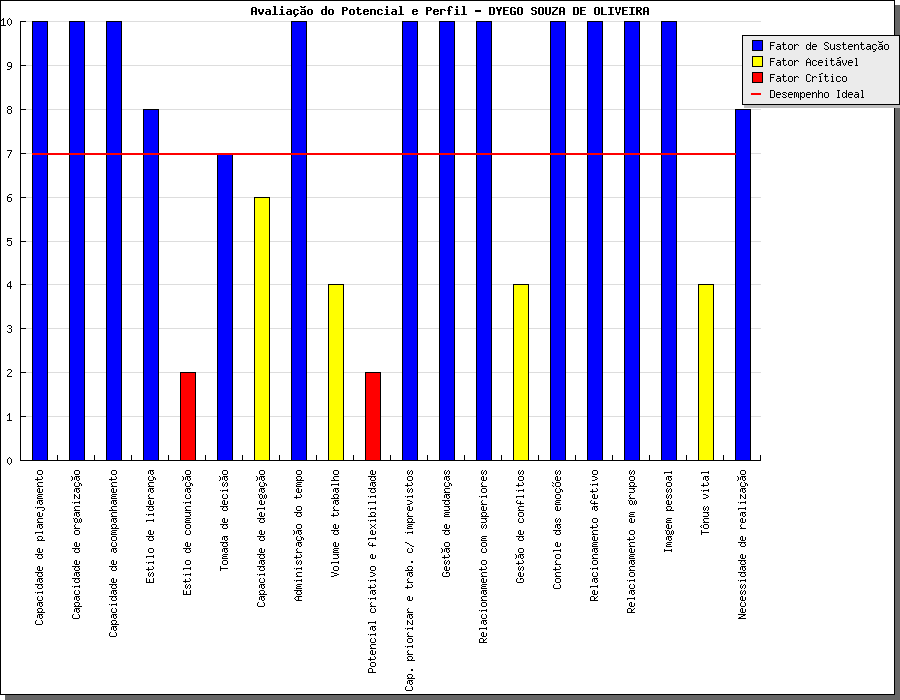 Avaliação do Potencial e Perfil - DYEGO SOUZA DE OLIVEIRA
Fator de Sustentação
Fator Aceitável
Fator Crítico
Desempenho Ideal
10
9
8
7
6
5
4
3
2
1
0
Capacidade de planejamento
Capacidade de organização
Capacidade de acompanhamento
Estilo de liderança
Estilo de comunicação
Tomada de decisão
Capacidade de delegação
Administração do tempo
Volume de trabalho
Potencial criativo e flexibilidade
Cap. priorizar e trab. c/ imprevistos
Gestão de mudanças
Relacionamento com superiores
Gestão de conflitos
Controle das emoções
Relacionamento afetivo
Relacionamento em grupos
Imagem pessoal
Tônus vital
Necessidade de realização